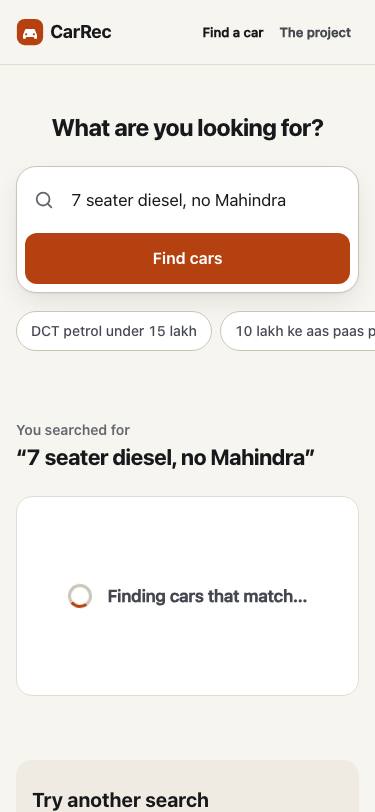 CarRec
Find a car
The project
What are you looking for?
7 seater diesel, no Mahindra
Find cars
DCT petrol under 15 lakh
10 lakh ke aas paas p
You searched for
“7 seater diesel, no Mahindra”
Finding cars that match...
Try another search